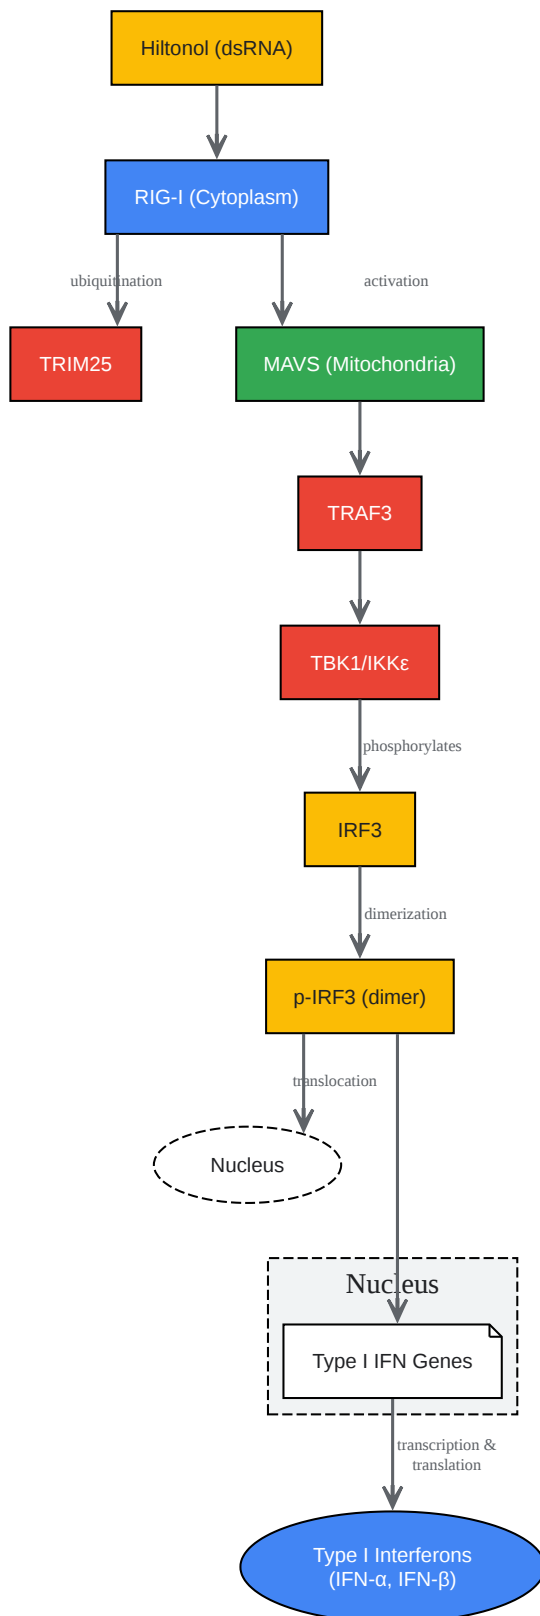 Hiltonol (dsRNA)
RIG-I (Cytoplasm)
ubiquitination
activation
TRIM25
MAVS (Mitochondria)
TRAF3
TBK1/IKKε
phosphorylates
IRF3
dimerization
p-IRF3 (dimer)
translocation
Nucleus
Nucleus
Type I IFN Genes
transcription &
translation
Type I Interferons
(IFN-α, IFN-β)